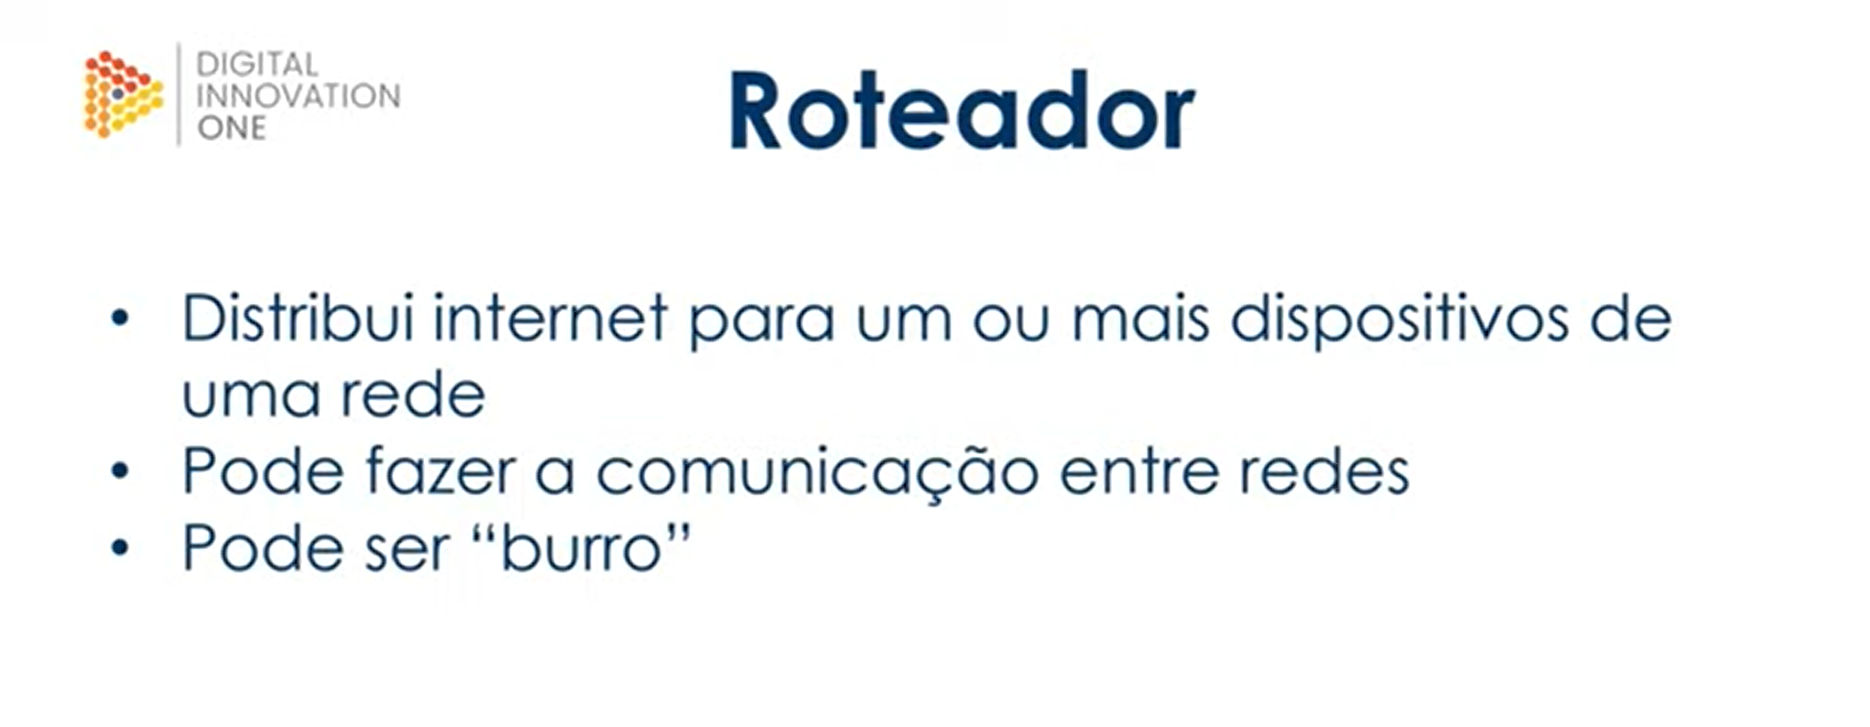 DIGITAL
INNOVATION
ONE
Roteador
• Distribui internet para um ou mais dispositivos de
uma rede
• Pode fazer a comunicação entre redes
• Pode ser “burro”